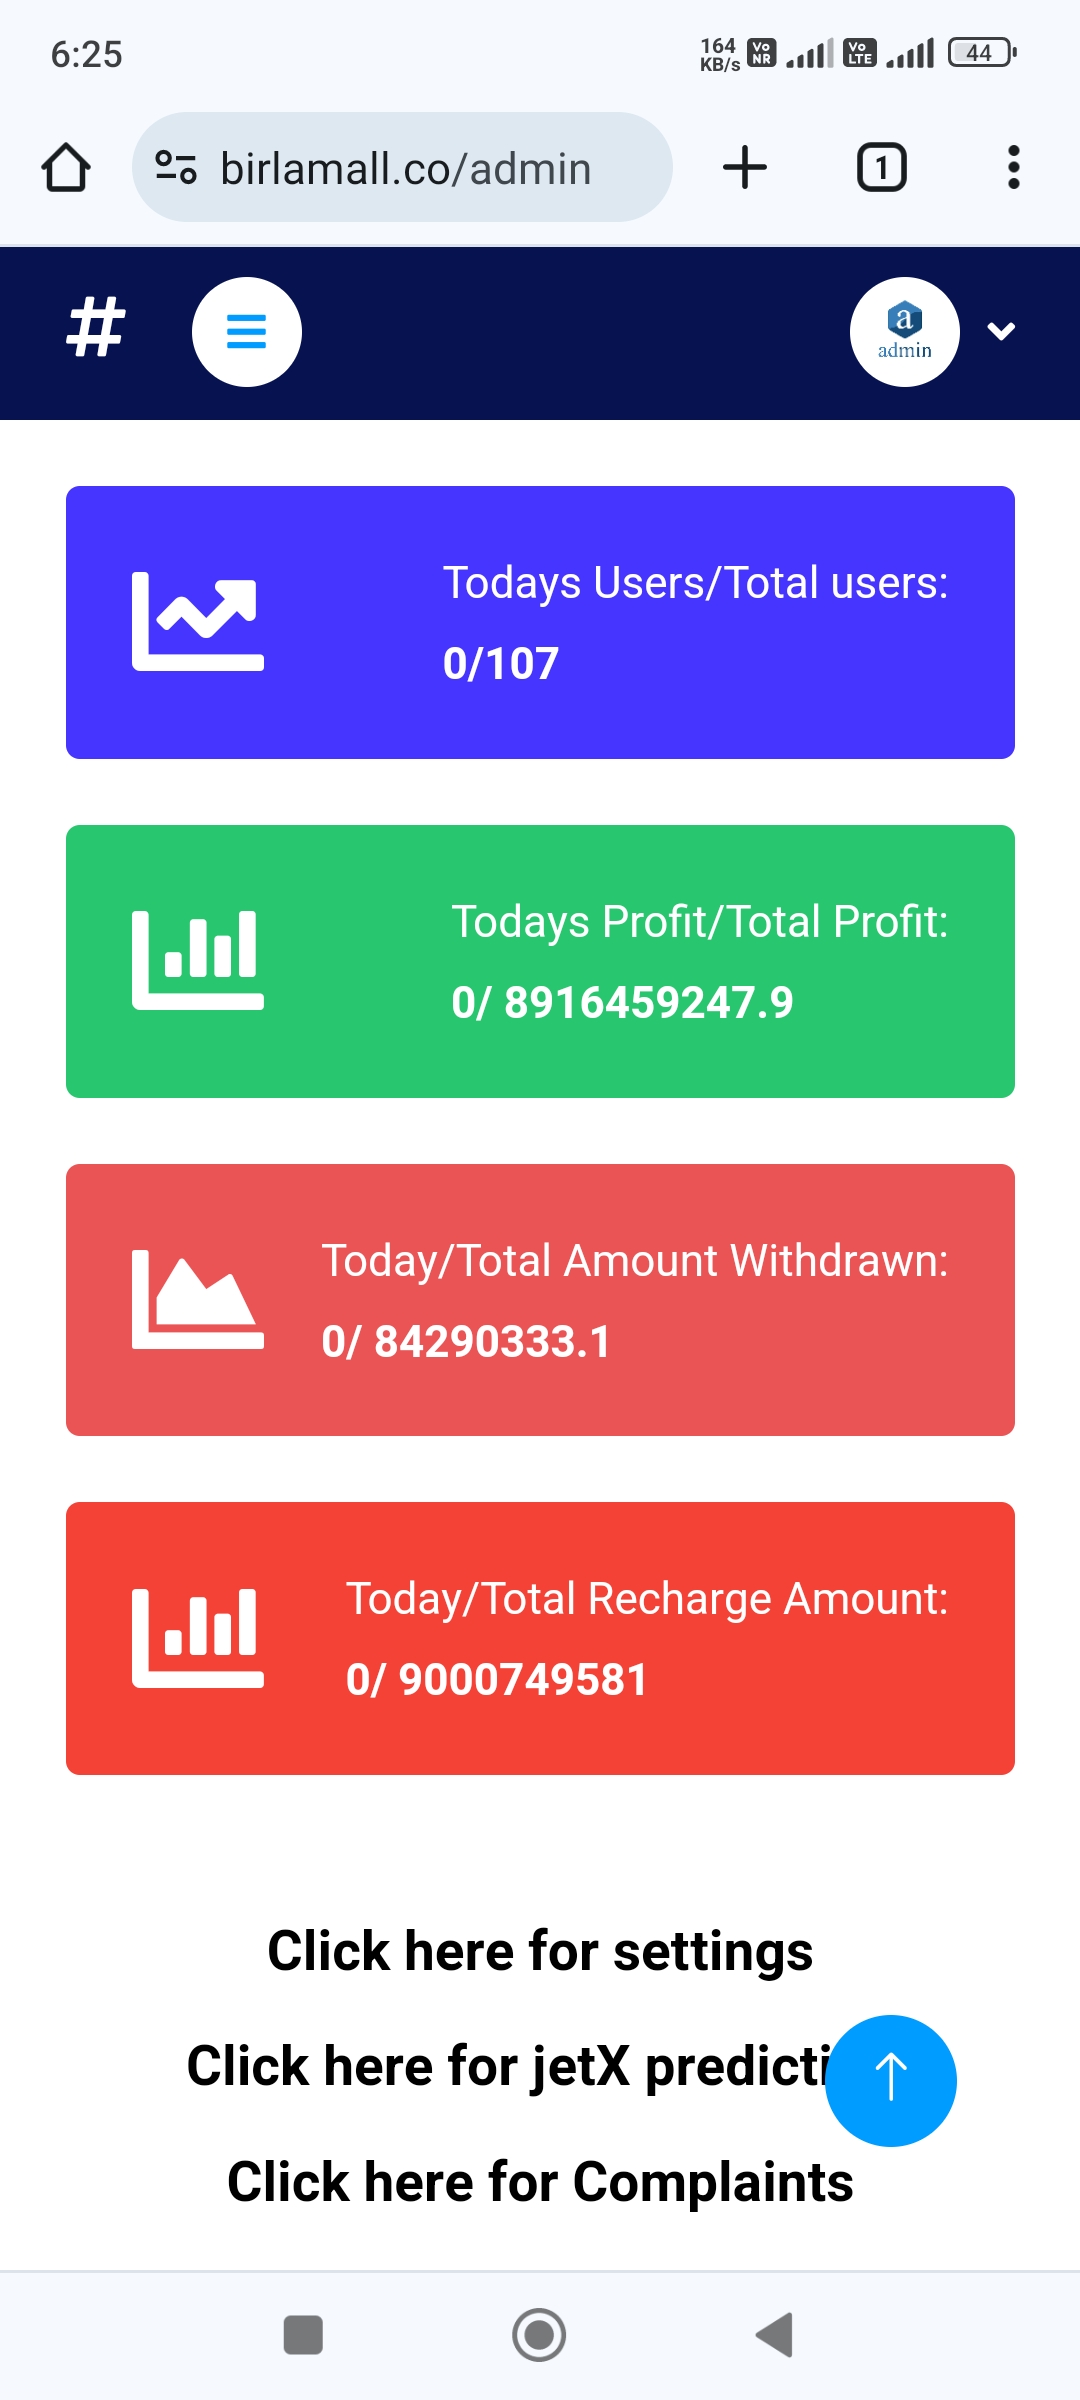 6:25
164
KB/s
Vo
NR
Vo
LTE
44
birlamall.co/admin
1
#
a
admin
Todays Users/Total users:
0/107
Todays Profit/Total Profit:
0/ 8916459247.9
Today/Total Amount Withdrawn:
0/ 84290333.1
Today/Total Recharge Amount:
0/ 9000749581
Click here for settings
Click here for jetX predicti
Click here for Complaints